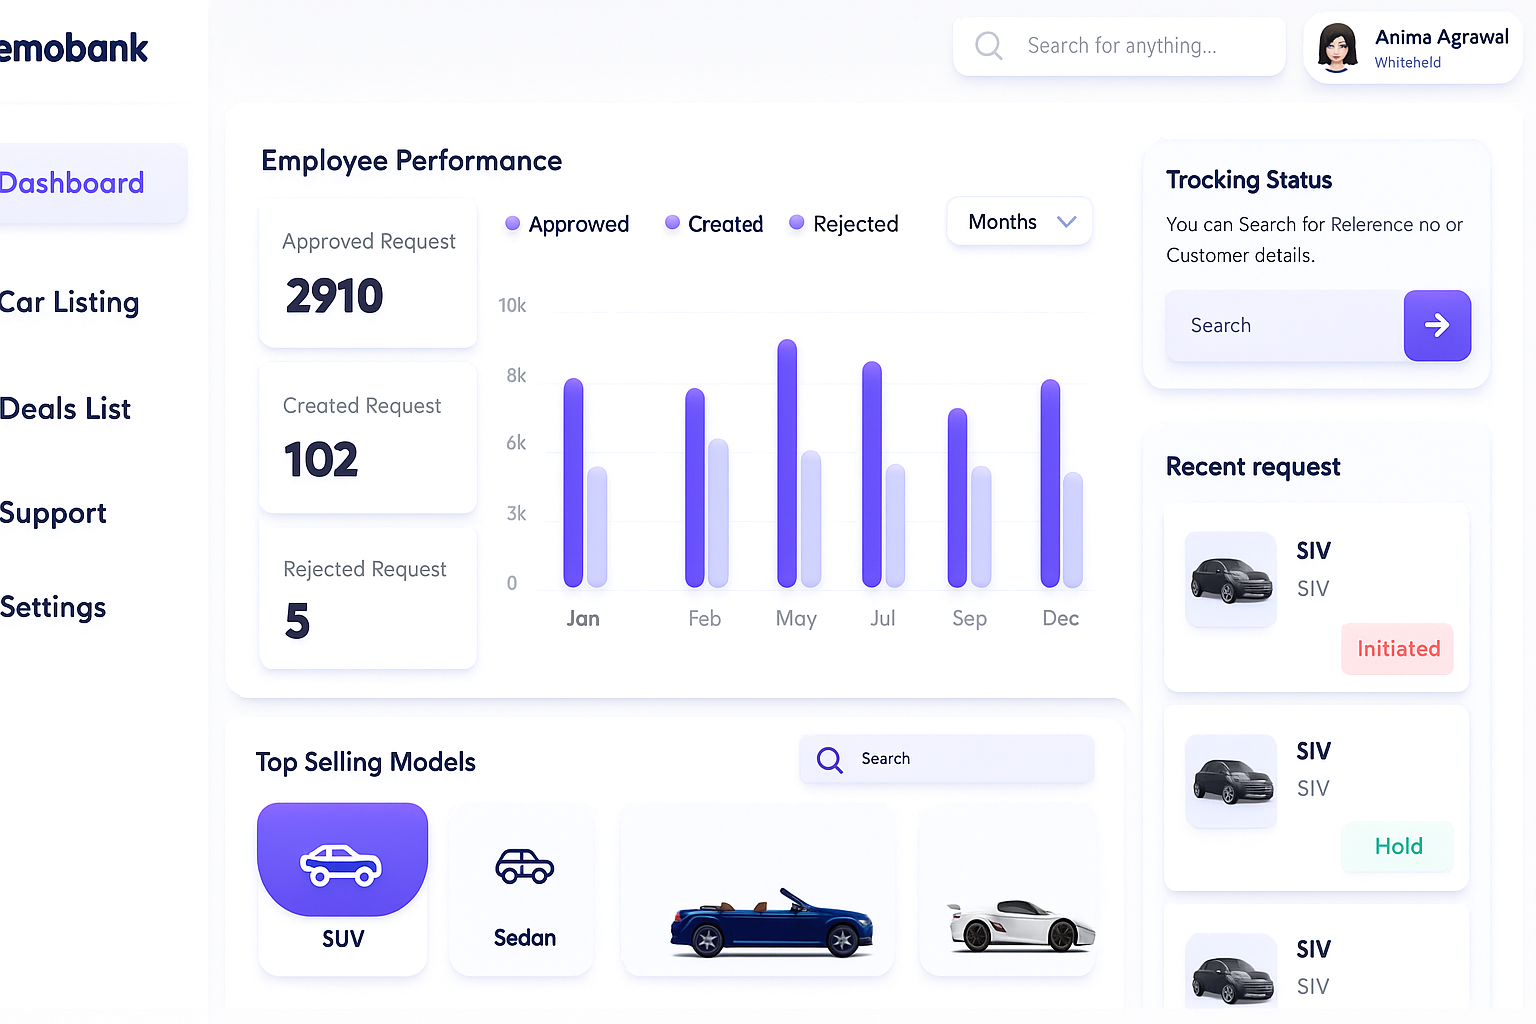 emobank
Search for anything...
Anima Agrawal
Whiteheld
Dashboard
Car Listing
Deals List
Support
Settings
Employee Performance
Approwed
Created
Rejected
Months
Approved Request
2910
Created Request
102
Rejected Request
5
10k
8k
6k
3k
0
Jan
Feb
May
Jul
Sep
Dec
Trocking Status
You can Search for Relerence no or
Customer details.
Search
Recent request
SIV
SIV
Initiated
SIV
SIV
Hold
SIV
SIV
Top Selling Models
Search
SUV
Sedan